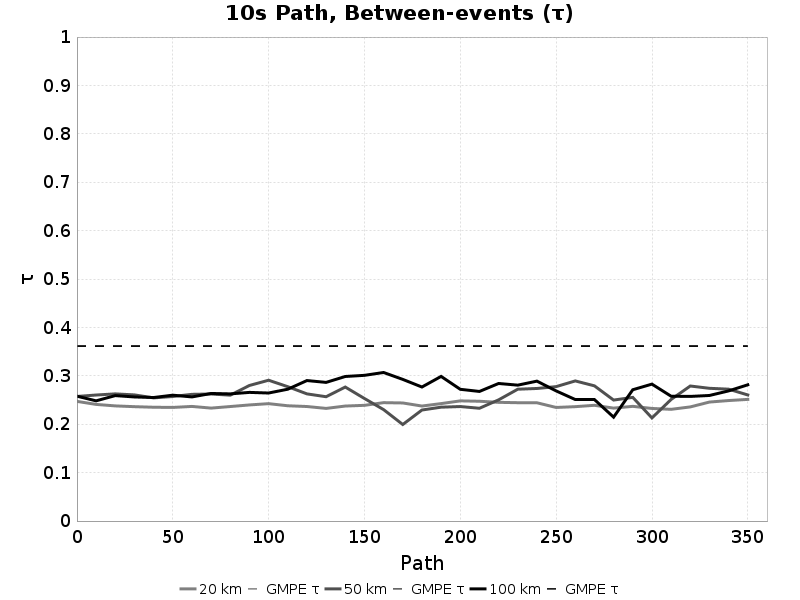 10s Path, Between-events (τ)
1
0.9
0.8
0.7
0.6
0.5
τ
0.4
0.3
0.2
0.1
0
0 50 100 150 200 250 300 350
Path
20 km GMPE τ 50 km GMPE τ 100 km GMPE τ